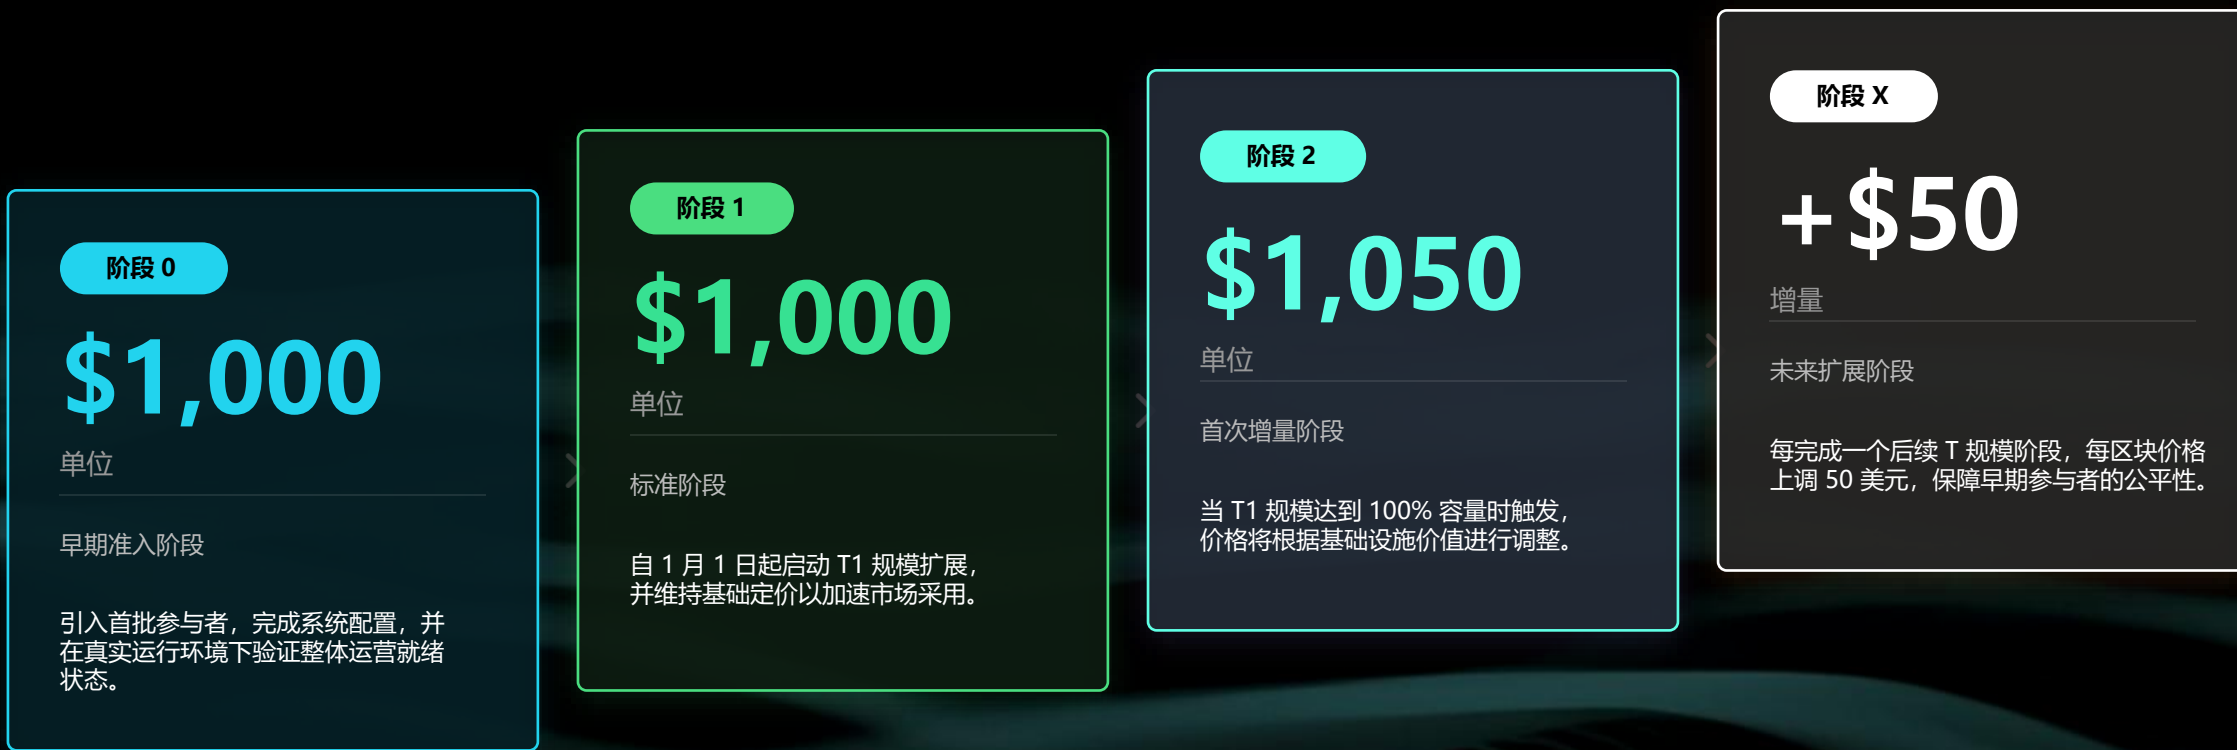 阶段 0
$1,000
单位
早期准入阶段
引入首批参与者，完成系统配置，并
在真实运行环境下验证整体运营就绪
状态。
阶段 1
$1,000
单位
标准阶段
自 1 月 1 日起启动 T1 规模扩展，
并维持基础定价以加速市场采用。
阶段 2
$1,050
单位
首次增量阶段
当 T1 规模达到 100% 容量时触发，
价格将根据基础设施价值进行调整。
阶段 X
+$50
增量
未来扩展阶段
每完成一个后续 T 规模阶段，每区块价格
上调 50 美元，保障早期参与者的公平性。